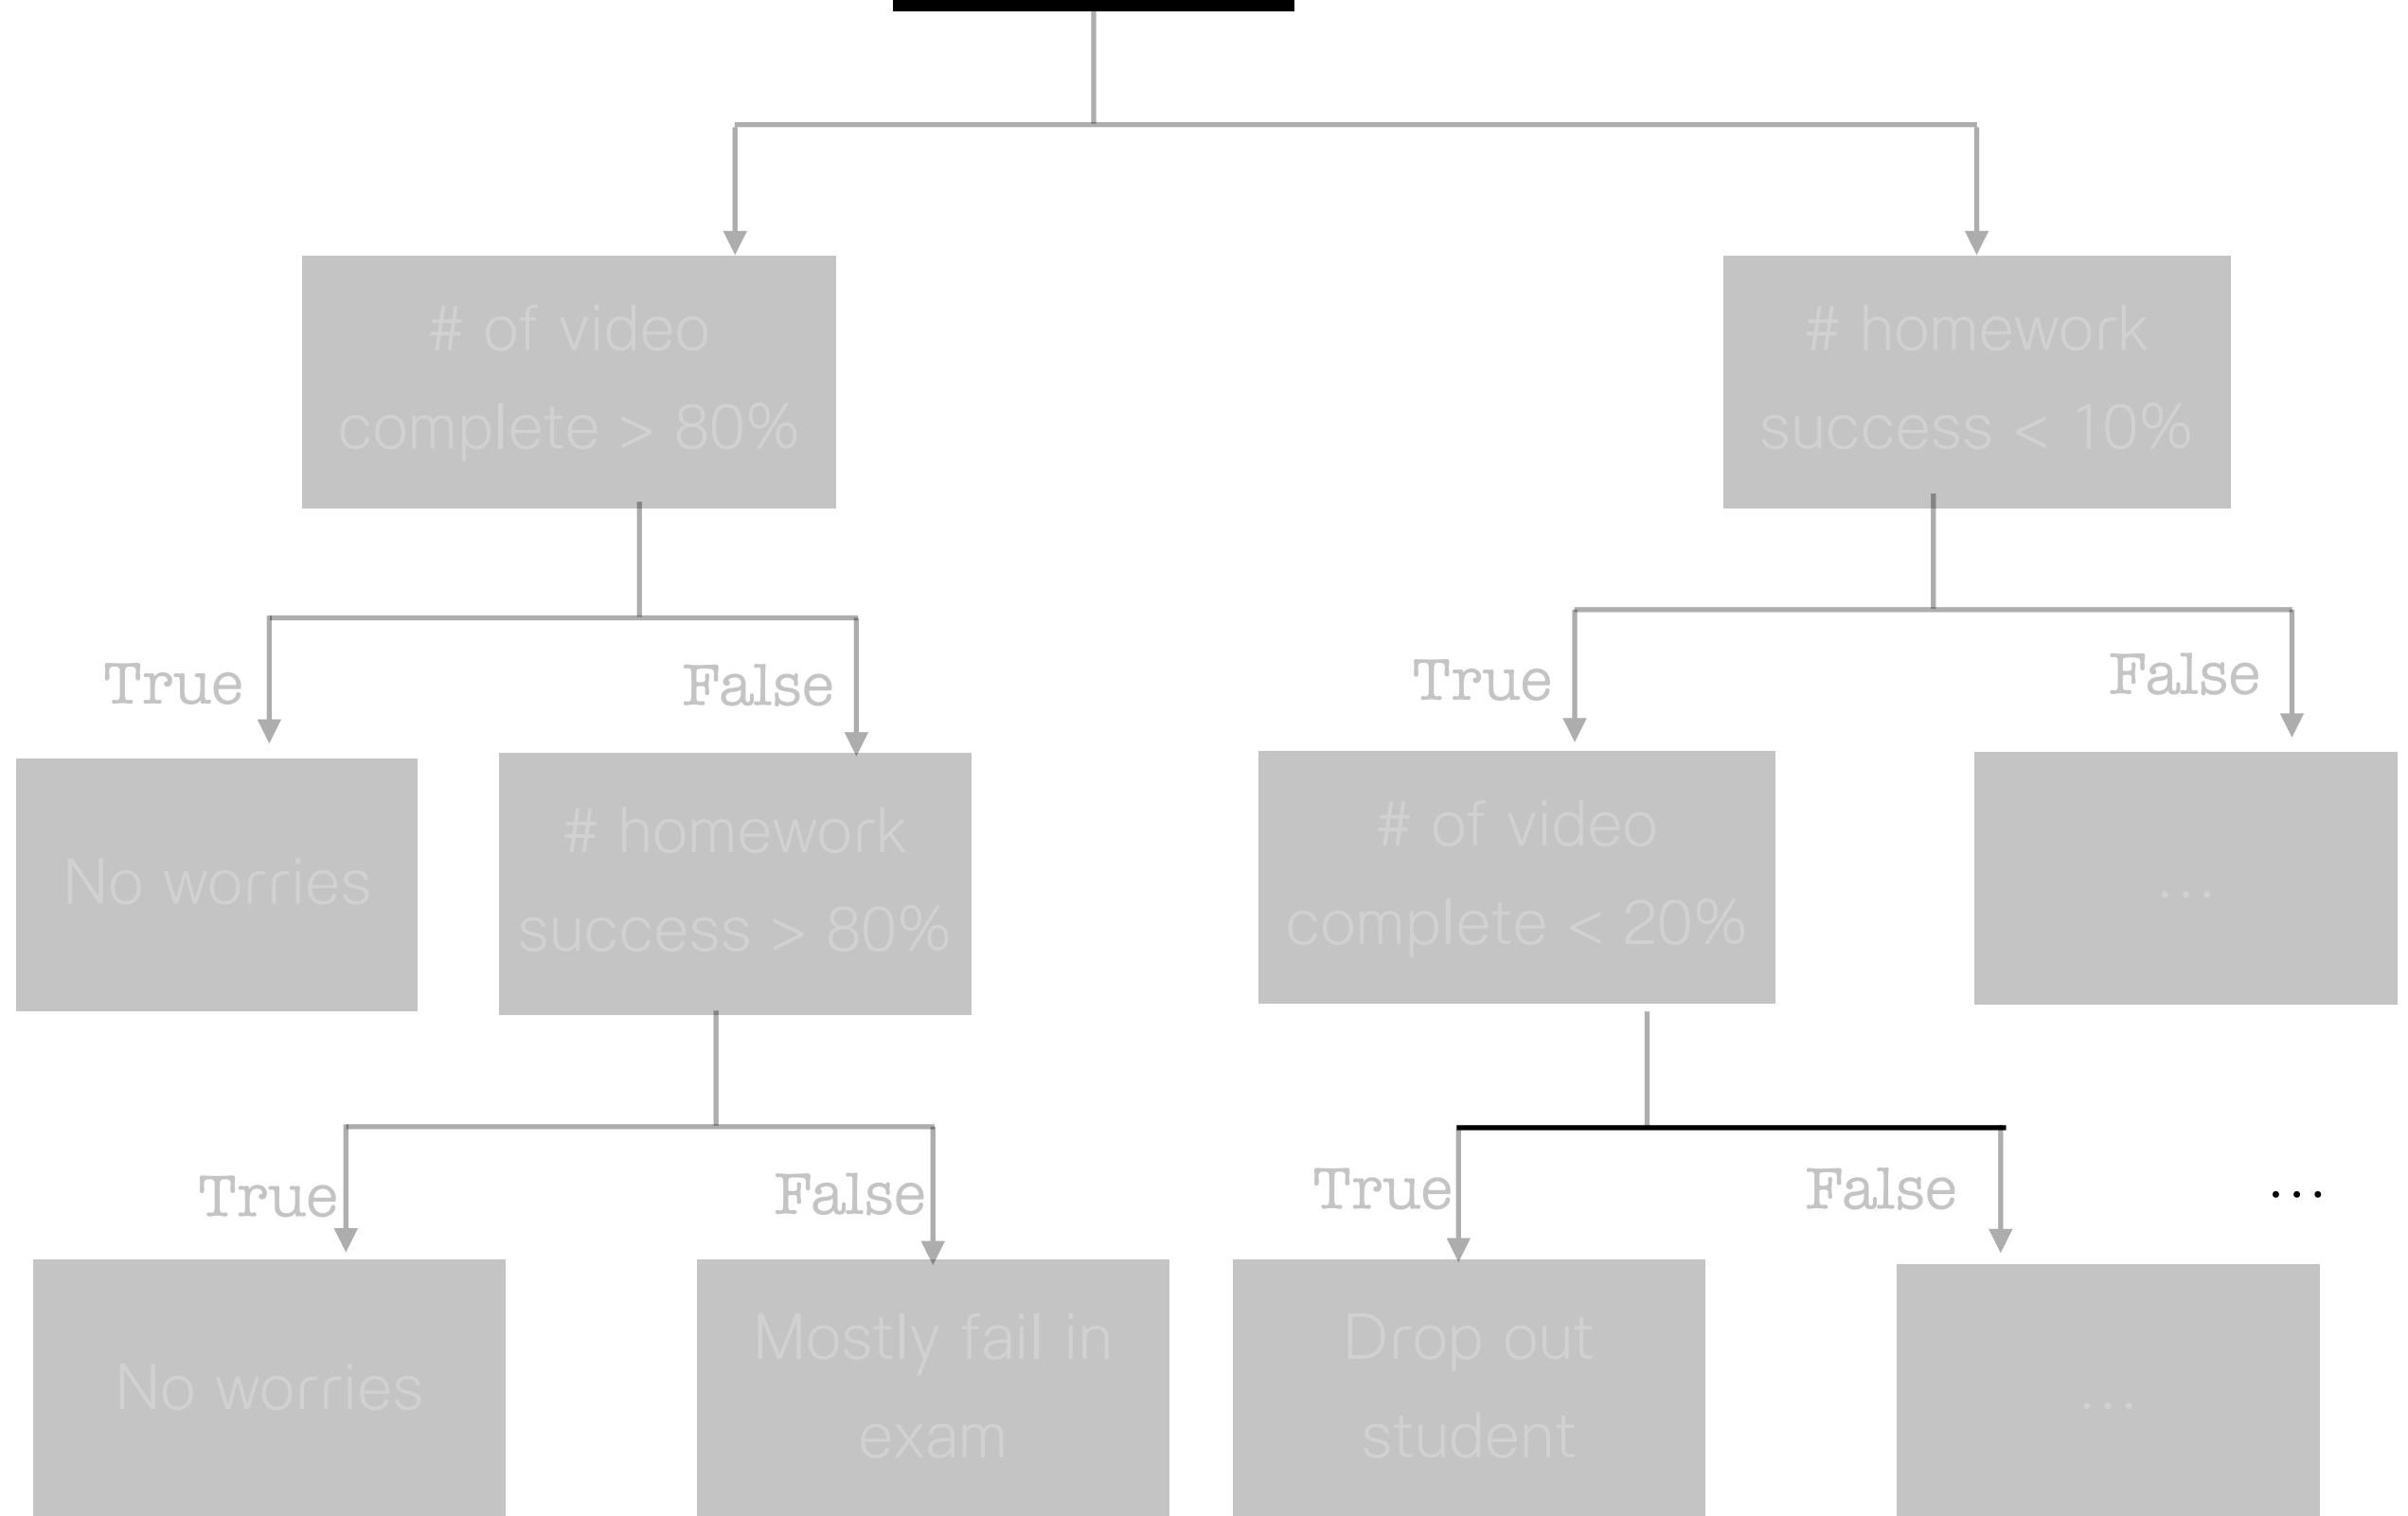 # of video
complete > 80%
# homework
success < 10%
True
False
True
False
No worries
# homework
success > 80%
# of video
complete < 20%
...
True
False
True
False
...
No worries
Mostly fail in
exam
Drop out
student
...